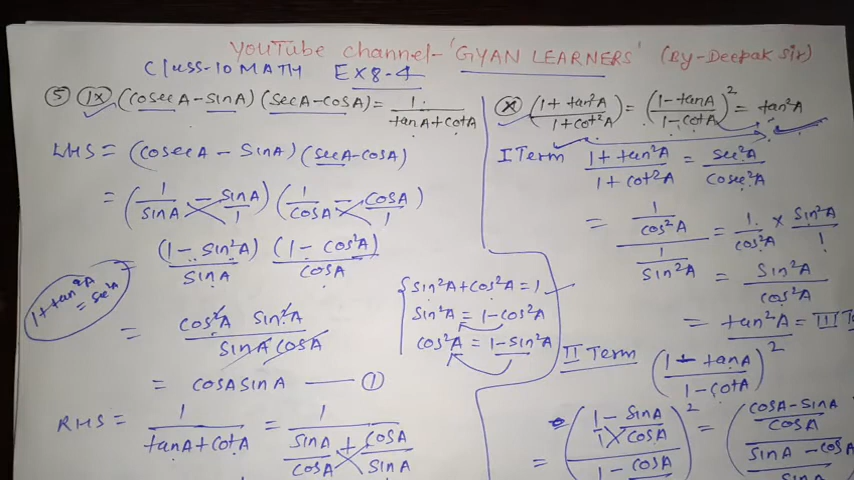 YouTube channel- 'GYAN LEARNERS' (By-Deepak Sir)
Class-10 MATH EX 8.4
⑤ ix (cosecA-sinA)(secA-cosA)= 1/(tanA+cotA)
LHS = (cosecA - sinA)(secA-cosA)
= (1/sinA - sinA/1)(1/cosA - cosA/1)
= (1-sin²A)/sinA (1-cos²A)/cosA
1+tan²A = sec²A
= cos²A sin²A / sinA cosA
= cosA sinA —— ①
{sin²A+cos²A = 1
sin²A = 1-cos²A
cos²A = 1-sin²A
RHS = 1/(tanA+cotA) = 1/(sinA/cosA + cosA/sinA)
x (1+tan²A / 1+cot²A) = (1-tanA / 1-cotA)² = tan²A
I Term (1+tan²A)/(1+cot²A) = sec²A/cosec²A
= (1/cos²A)/(1/sin²A) = 1/cos²A × sin²A/1
= sin²A/cos²A
= tan²A = III
II Term (1-tanA / 1-cotA)²
= ((1/1 - sinA/cosA) / (1 - cosA))² = ((cosA-sinA / cosA) / (sinA-cosA / sin